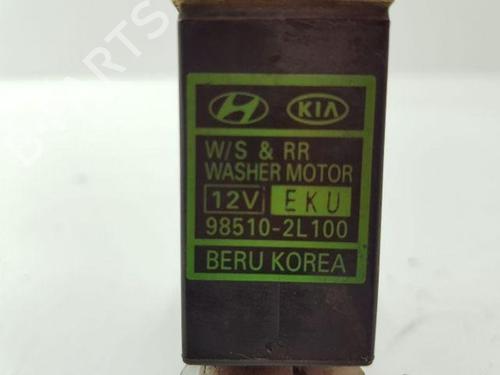 KIA
W/S & RR
WASHER MOTOR
12V EKU
98510-2L100
BERU KOREA